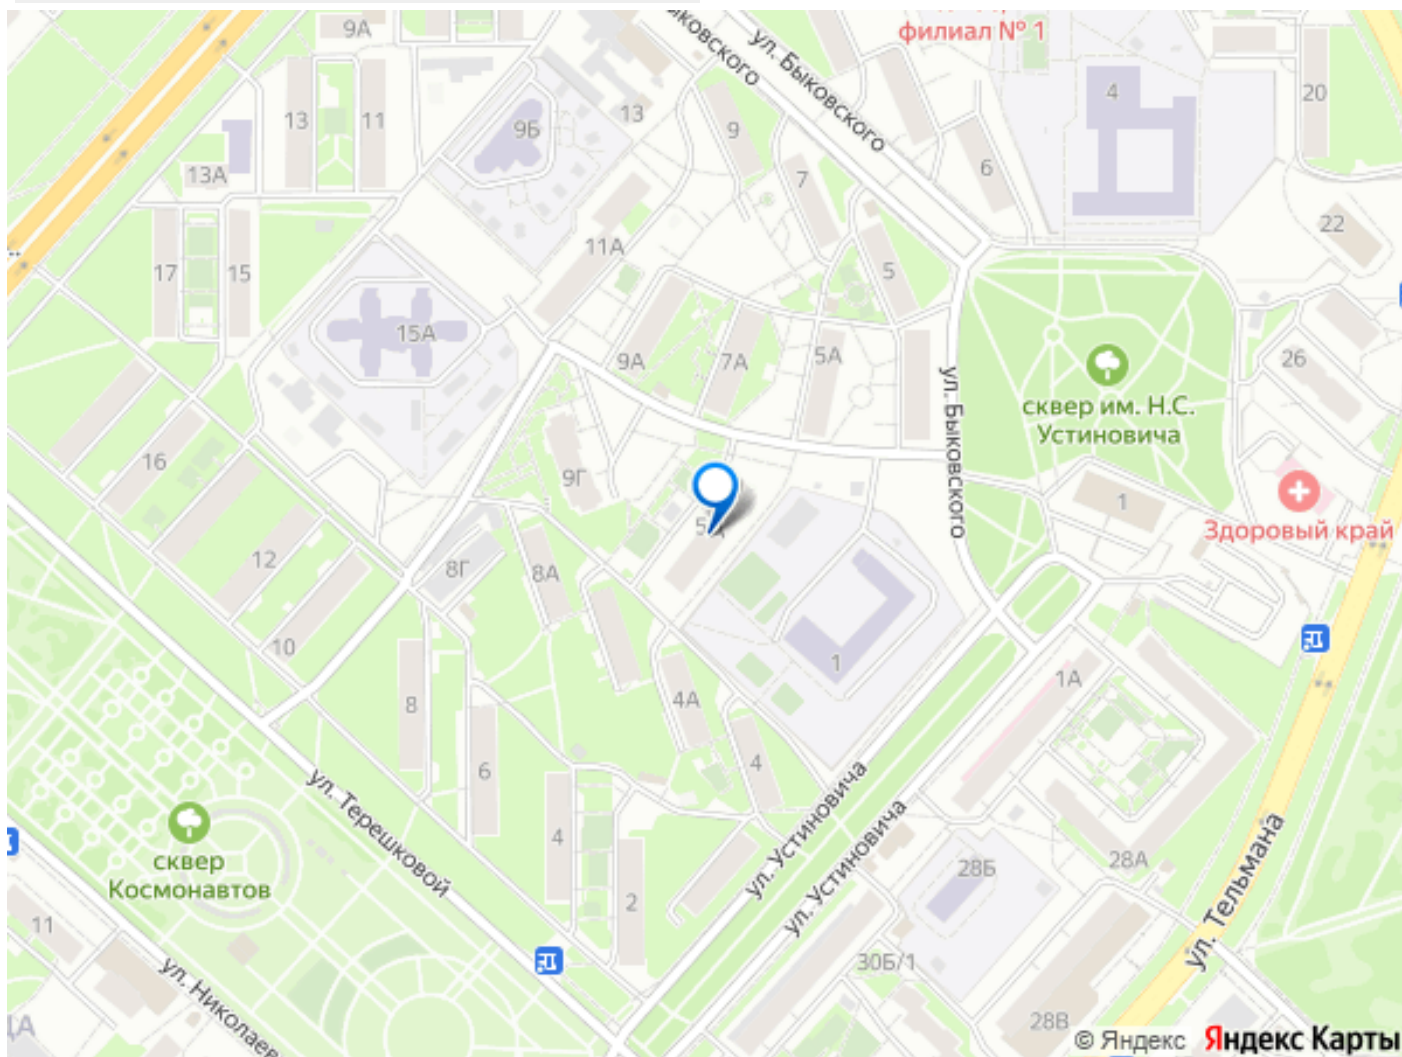 9А
ул. Быковского
филиал № 1
ул. Быковского
13
11
9Б
13
9
7
6
4
20
13А
17
15
11А
5
22
15А
9А
7А
5А
26
ул. Быковского
сквер им. Н.С.
Устиновича
16
9Г
1
Здоровый край
12
8Г
8А
10
1
8
4А
1А
6
4
ул. Терешковой
4
ул. Устиновича
ул. Устиновича
сквер
Космонавтов
28Б
28А
ул. Тельмана
11
2
30Б/1
ул. Николаев
28В
© Яндекс Яндекс Карты